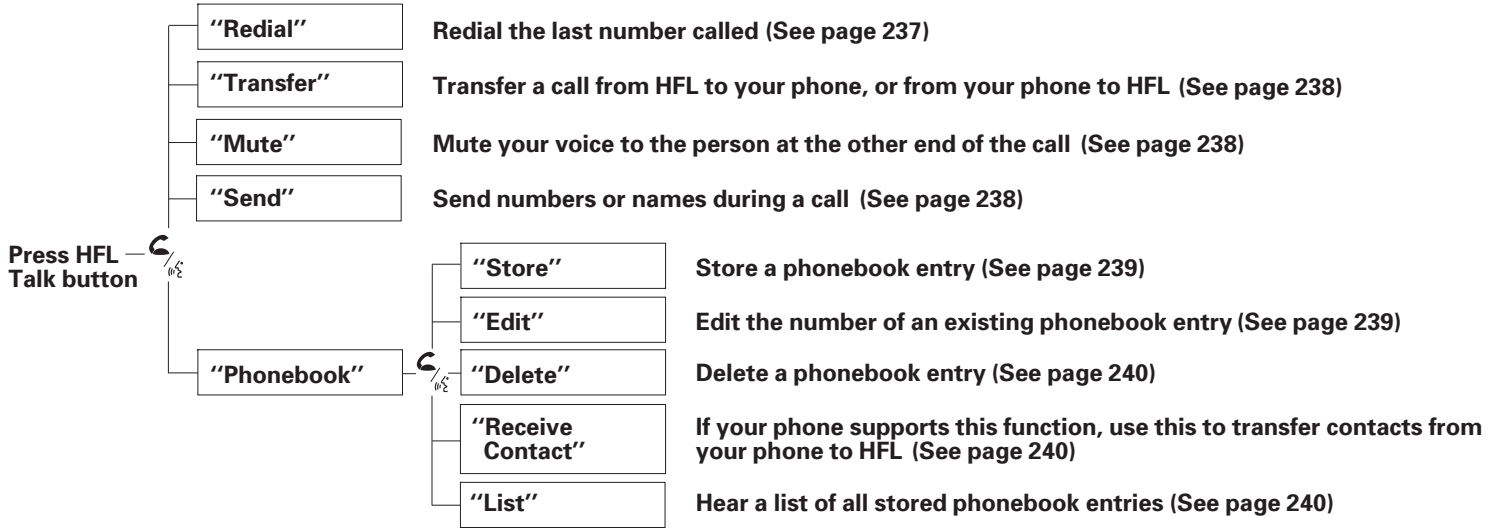 ''Redial'' Redial the last number called (See page 237)
''Transfer'' Transfer a call from HFL to your phone, or from your phone to HFL (See page 238)
''Mute'' Mute your voice to the person at the other end of the call (See page 238)
''Send'' Send numbers or names during a call (See page 238)
Press HFL
Talk button
''Phonebook''
''Store'' Store a phonebook entry (See page 239)
''Edit'' Edit the number of an existing phonebook entry (See page 239)
''Delete'' Delete a phonebook entry (See page 240)
''Receive
Contact''
If your phone supports this function, use this to transfer contacts from
your phone to HFL (See page 240)
''List'' Hear a list of all stored phonebook entries (See page 240)